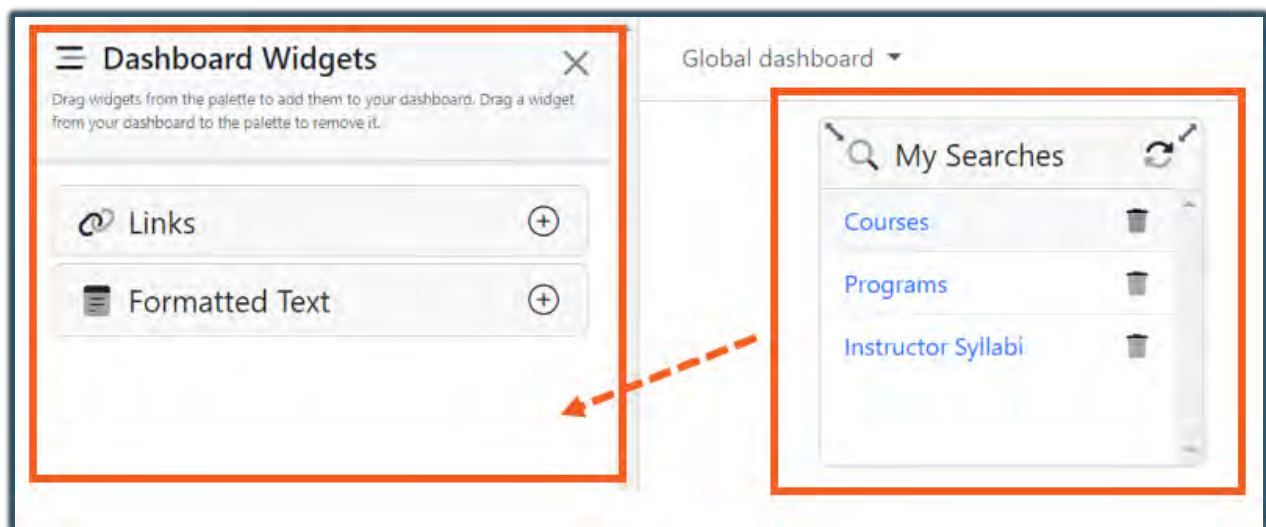 Dashboard Widgets
Drag widgets from the palette to add them to your dashboard. Drag a widget
from your dashboard to the palette to remove it.
Links
Formatted Text
Global dashboard
My Searches
Courses
Programs
Instructor Syllabi